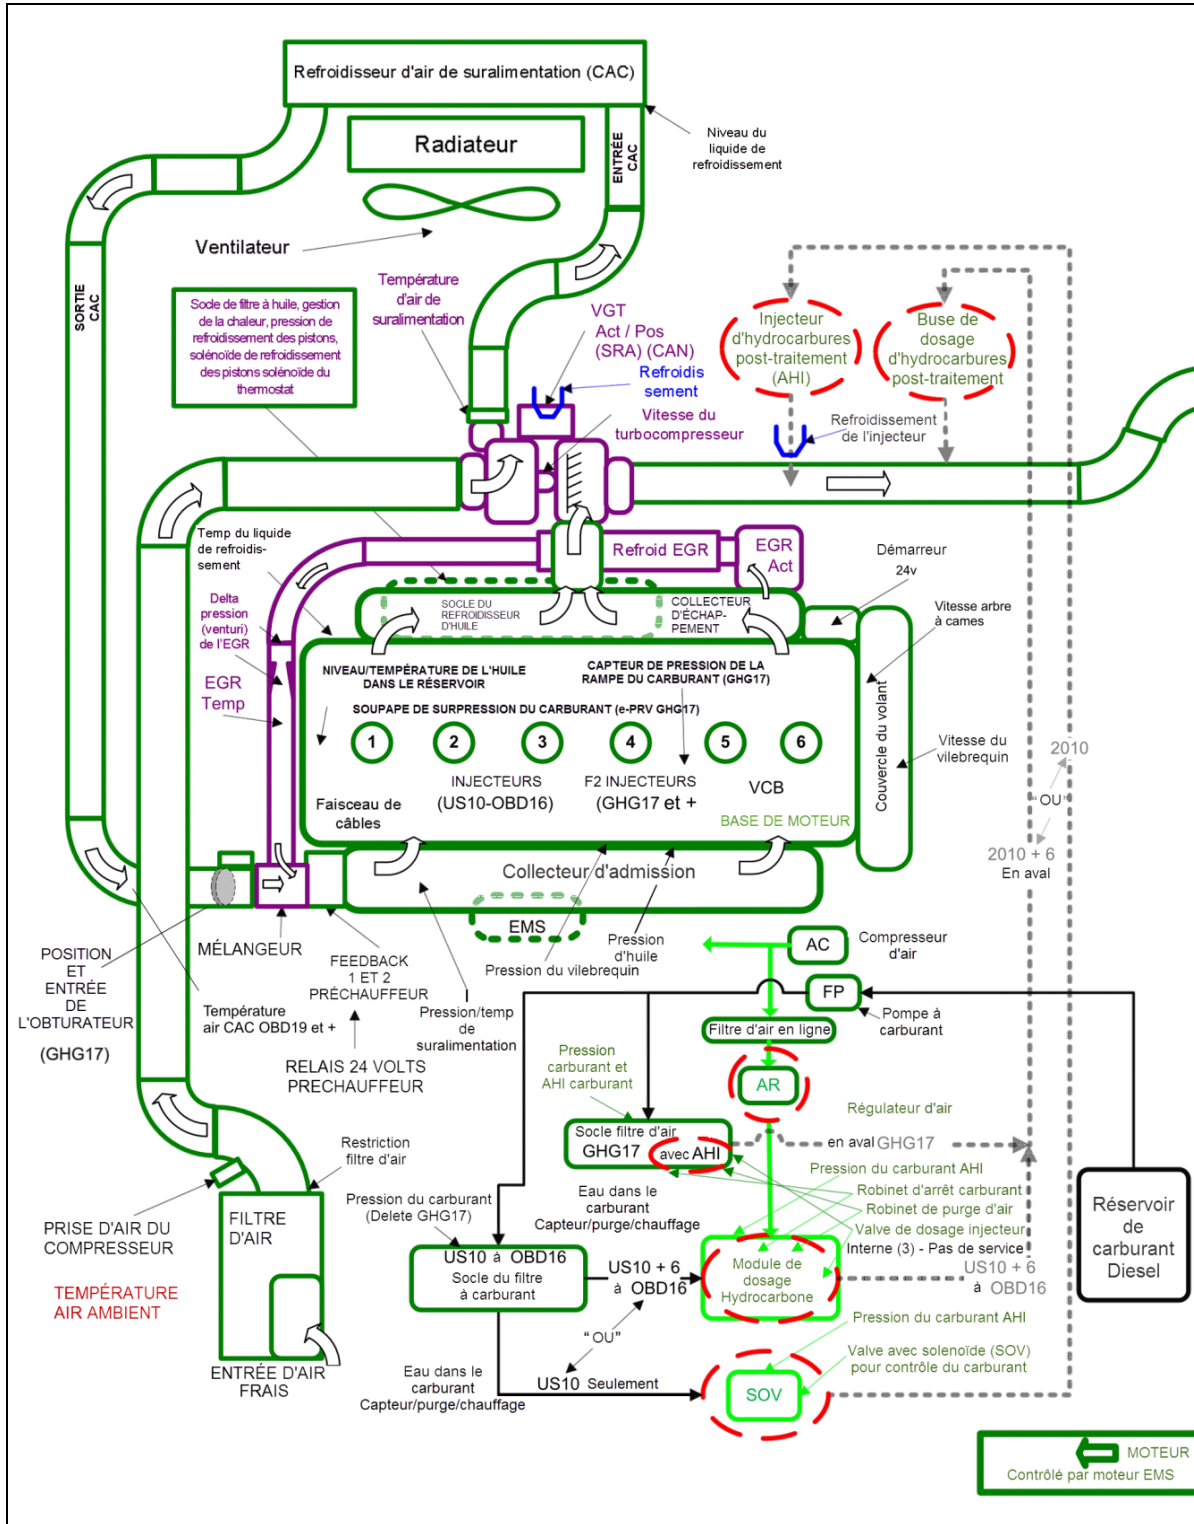 Refroidisseur d'air de suralimentation (CAC)
Radiateur
ENTRÉE
CAC
Niveau du
liquide de
refroidissement
Ventilateur
SORTIE
CAC
Température
d'air de
suralimentation
VGT
Act / Pos
(SRA) (CAN)
Refroidis
sement
Vitesse du
turbocompresseur
Injecteur
d'hydrocarbures
post-traitement
(AHI)
Buse de
dosage
d'hydrocarbures
post-traitement
Refroidissement
de l'injecteur
Socle de filtre à huile, gestion
de la chaleur, pression de
refroidissement des pistons,
solénoïde de refroidissement
des pistons solénoïde du
thermostat
Temp du liquide
de refroidis-
sement
Refroid EGR
EGR
Act
Démarreur
24v
Vitesse arbre
à cames
Delta
pression
(venturi)
de l'EGR
SOCLE DU
REFROIDISSEUR
D'HUILE
COLLECTEUR
D'ÉCHAP-
PEMENT
EGR
Temp
NIVEAU/TEMPÉRATURE DE L'HUILE
DANS LE RÉSERVOIR
CAPTEUR DE PRESSION DE LA
RAMPE DU CARBURANT (GHG17)
SOUPAPE DE SURPRESSION DU CARBURANT (e-PRV GHG17)
1 2 3 4 5 6
INJECTEURS
(US10-OBD16)
F2 INJECTEURS
(GHG17 et +
VCB
Faisceau de
câbles
BASE DE MOTEUR
Couvercle du volant
Vitesse du
vilebrequin
2010
"OU"
2010 + 6
En aval
Collecteur d'admission
EMS
MÉLANGEUR
POSITION
ET
ENTRÉE
DE
L'OBTURATEUR
(GHG17)
Température
air CAC OBD19 et +
FEEDBACK
1 ET 2
PRÉCHAUFFEUR
RELAIS 24 VOLTS
PRECHAUFFEUR
Pression/temp
de
suralimentation
Pression du vilebrequin
Pression
d'huile
AC
Compresseur
d'air
FP
Pompe à
carburant
Filtre d'air en ligne
AR
Régulateur d'air
Pression
carburant et
AHI carburant
Socle filtre d'air
GHG17
avec AHI
en aval GHG17
Pression du carburant AHI
Robinet d'arrêt carburant
Robinet de purge d'air
Valve de dosage injecteur
Interne (3) - Pas de service
Eau dans le
carburant
Capteur/purge/chauffage
Restriction
filtre d'air
PRISE D'AIR DU
COMPRESSEUR
FILTRE
D'AIR
TEMPÉRATURE
AIR AMBIENT
ENTRÉE D'AIR
FRAIS
Pression du carburant
(Delete GHG17)
US10 à OBD16
Socle du filtre
à carburant
US10 + 6
à OBD16
Module de
dosage
Hydrocarbone
US10 + 6
à OBD16
Réservoir
de
carburant
Diesel
"OU"
US10 Seulement
Eau dans le
carburant
Capteur/purge/chauffage
Pression du carburant AHI
Valve avec solenoïde (SOV)
pour contrôle du carburant
SOV
MOTEUR
Contrôlé par moteur EMS